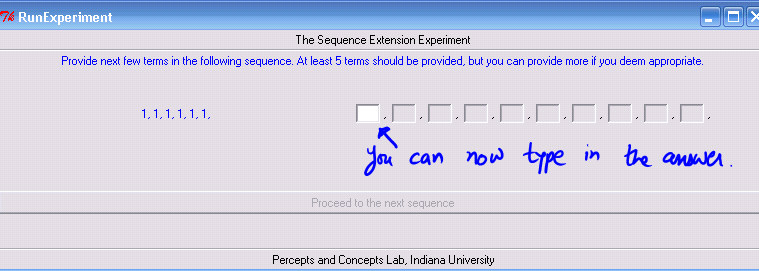 RunExperiment
The Sequence Extension Experiment
Provide next few terms in the following sequence. At least 5 terms should be provided, but you can provide more if you deem appropriate.
1, 1, 1, 1, 1, 1, , , , , , , , , , ,
You can now type in the answer.
Proceed to the next sequence
Percepts and Concepts Lab, Indiana University